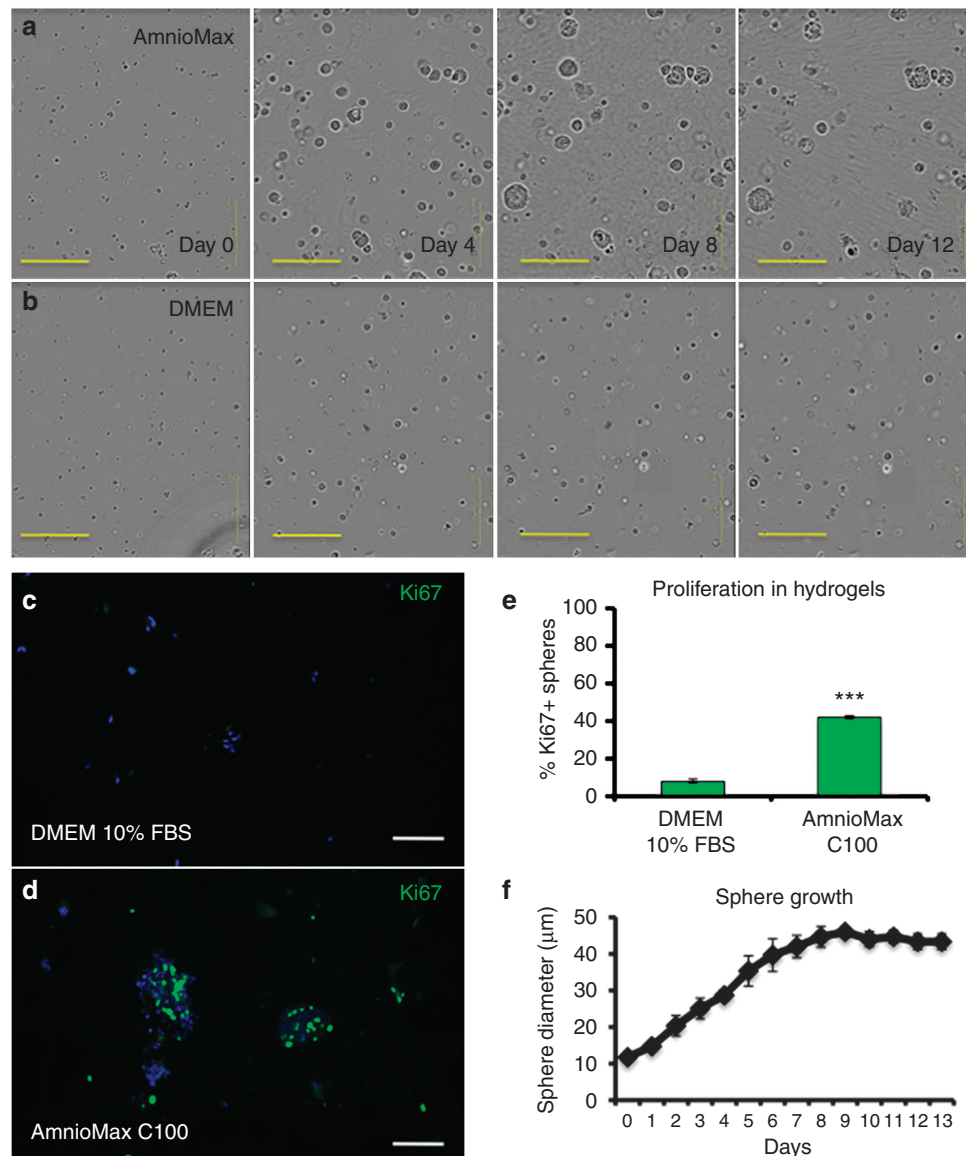 a
AmnioMax
Day 0
Day 4
Day 8
Day 12
b
DMEM
c
Ki67
DMEM 10% FBS
d
Ki67
AmnioMax C100
e
Proliferation in hydrogels
% Ki67+ spheres
100
80
60
40
20
0
***
DMEM
10% FBS
AmnioMax
C100
f
Sphere growth
Sphere diameter (μm)
50
40
30
20
10
0
0 1 2 3 4 5 6 7 8 9 10 11 12 13
Days